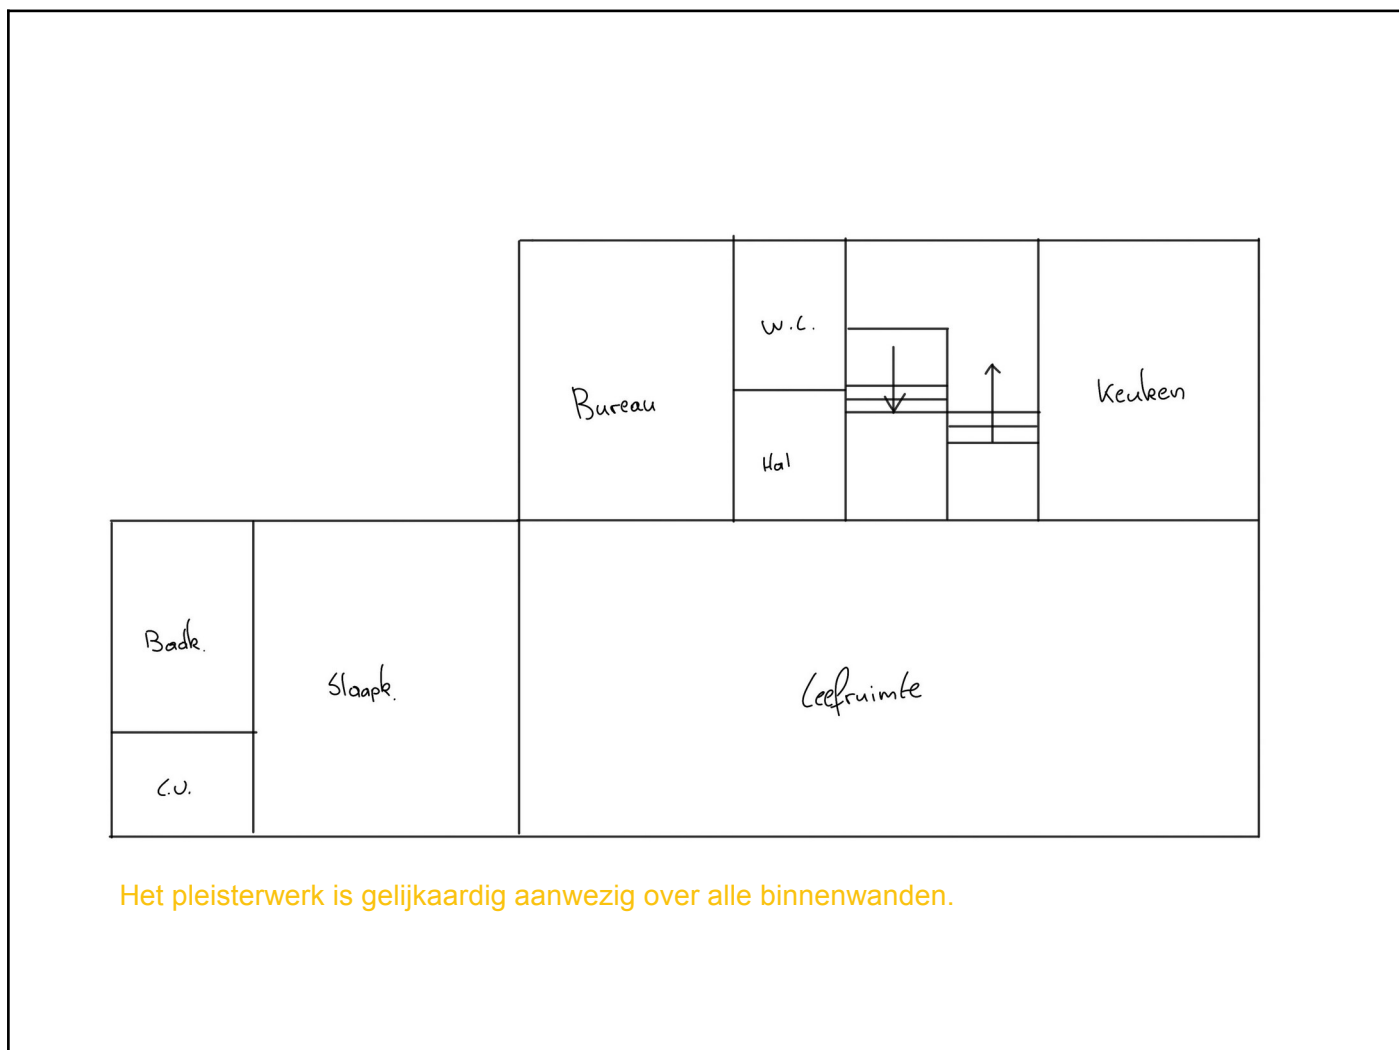 W.C.
Bureau
Keuken
Hal
Badk.
Slaapk.
Leefruimte
C.V.
Het pleisterwerk is gelijkaardig aanwezig over alle binnenwanden.